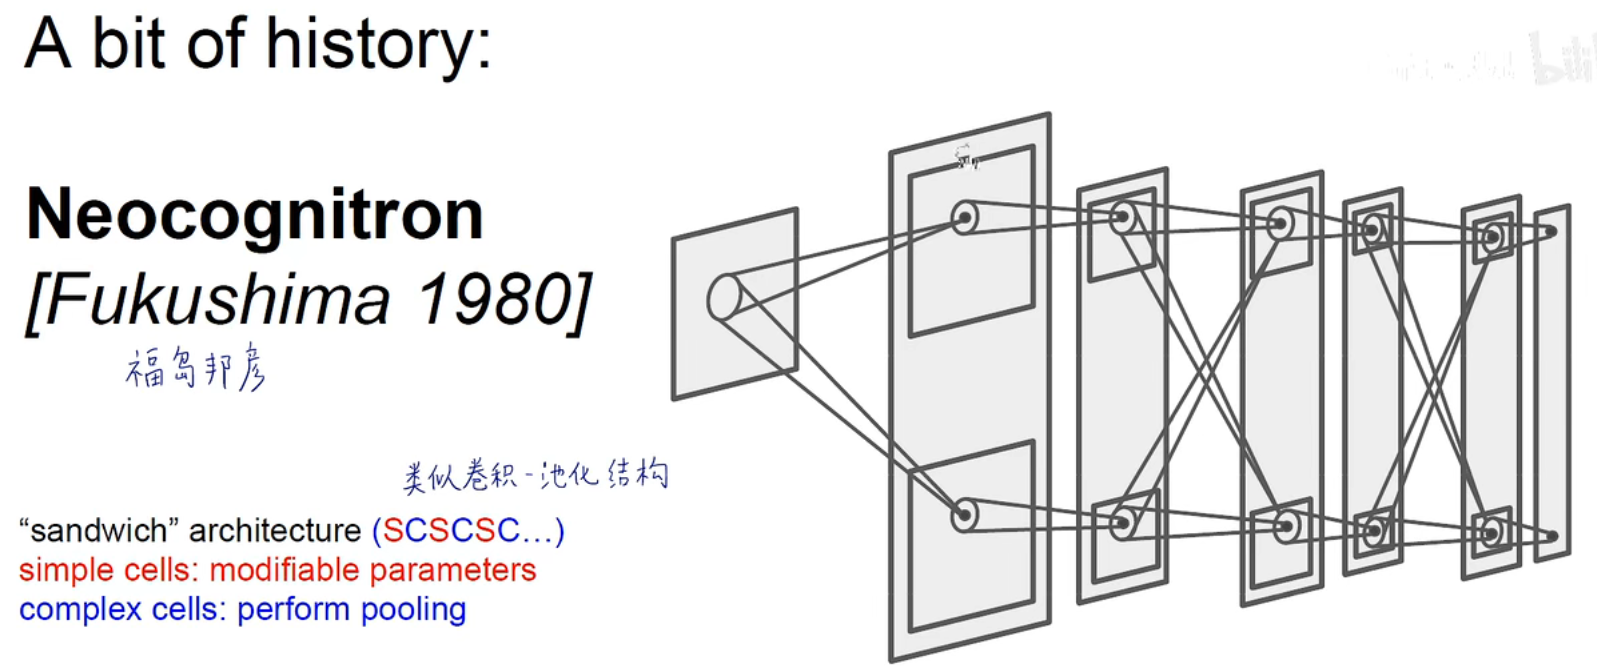 A bit of history:
Neocognitron
[Fukushima 1980]
福岛邦彦
类似卷积-池化结构
“sandwich” architecture (SCSCSC…)
simple cells: modifiable parameters
complex cells: perform pooling